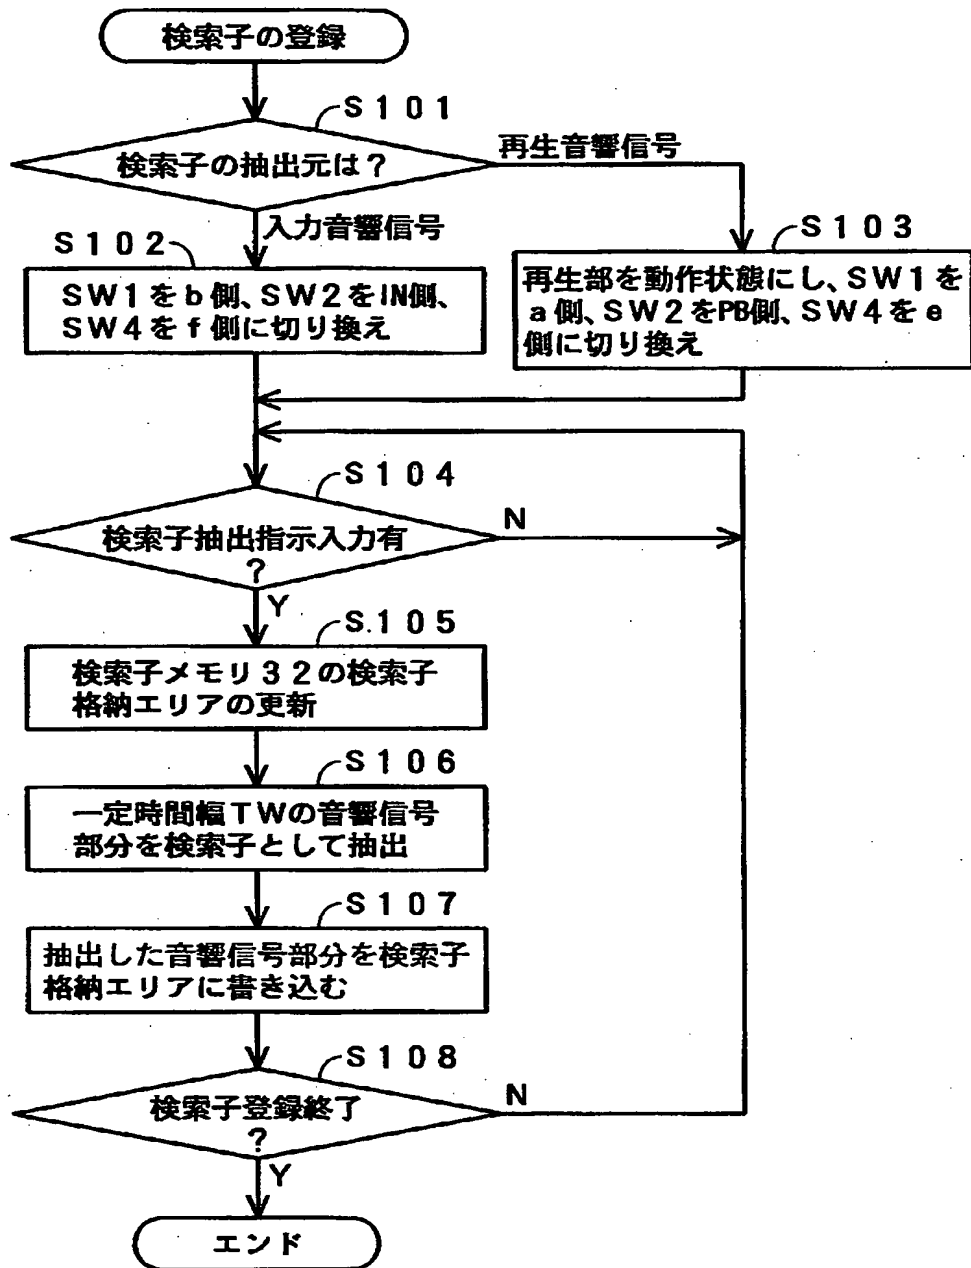 検索子の登録
S101
検索子の抽出元は？
再生音響信号
入力音響信号
S102
SW1をb側、SW2をIN側、
SW4をf側に切り換え
S103
再生部を動作状態にし、SW1を
a側、SW2をPB側、SW4をe
側に切り換え
S104
検索子抽出指示入力有
？
N
Y
S.105
検索子メモリ32の検索子
格納エリアの更新
S106
一定時間幅TWの音響信号
部分を検索子として抽出
S107
抽出した音響信号部分を検索子
格納エリアに書き込む
S108
検索子登録終了
？
N
Y
エンド